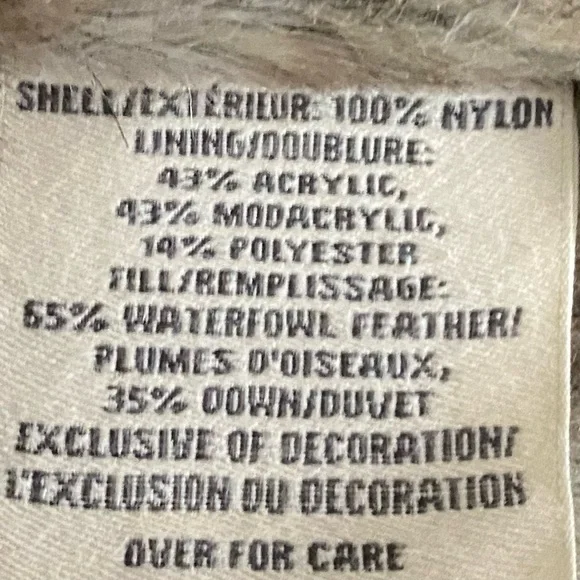 SHELL/EXTÉRIEUR: 100% NYLON
LINING/DOUBLURE:
43% ACRYLIC,
43% MODACRYLIC,
14% POLYESTER
FILL/REMPLISSAGE:
65% WATERFOWL FEATHER/
PLUMES D'OISEAUX,
35% DOWN/DUVET
EXCLUSIVE OF DECORATION/
L'EXCLUSION DU DECORATION
OVER FOR CARE